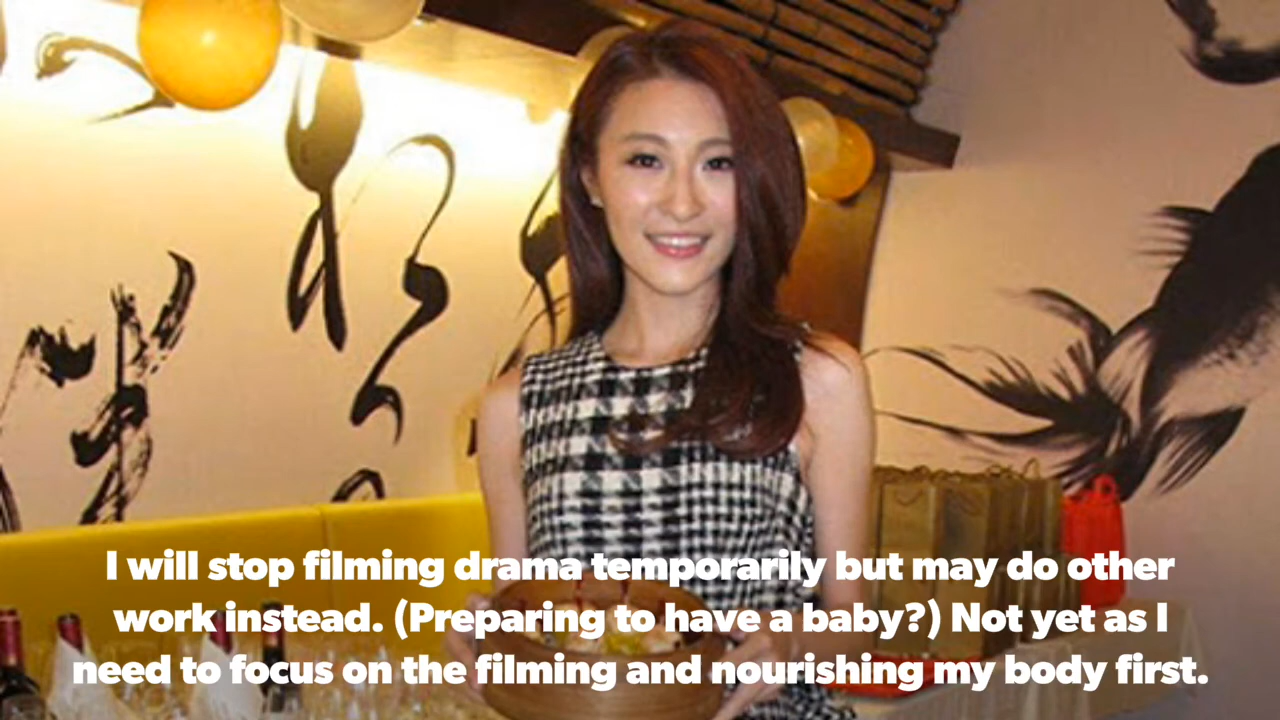 I will stop filming drama temporarily but may do other
work instead. (Preparing to have a baby?) Not yet as I
need to focus on the filming and nourishing my body first.